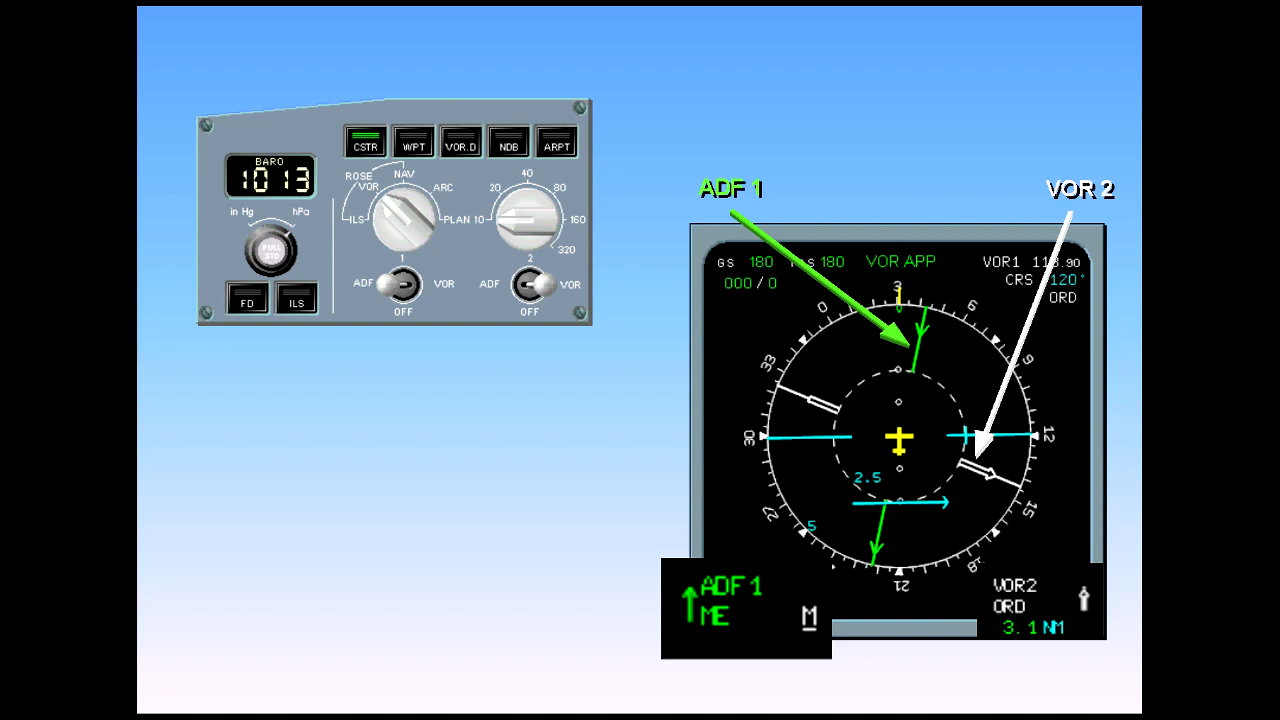 CSTR WPT VOR.D NDB ARPT
BARO
1013
in Hg hPa
PULL
STD
FD ILS
ROSE
ILS VOR NAV ARC PLAN
10 20 40 80 160 320
1 2
ADF VOR
OFF
ADF VOR
OFF
ADF 1
VOR 2
GS 180 180 VOR APP VOR1
000 / 0 CRS 120°
ORD
3 6 9 12 15 18 21 27 30 33 0
2.5
5
ADF 1
ME
M
VOR2
ORD
3.1 NM